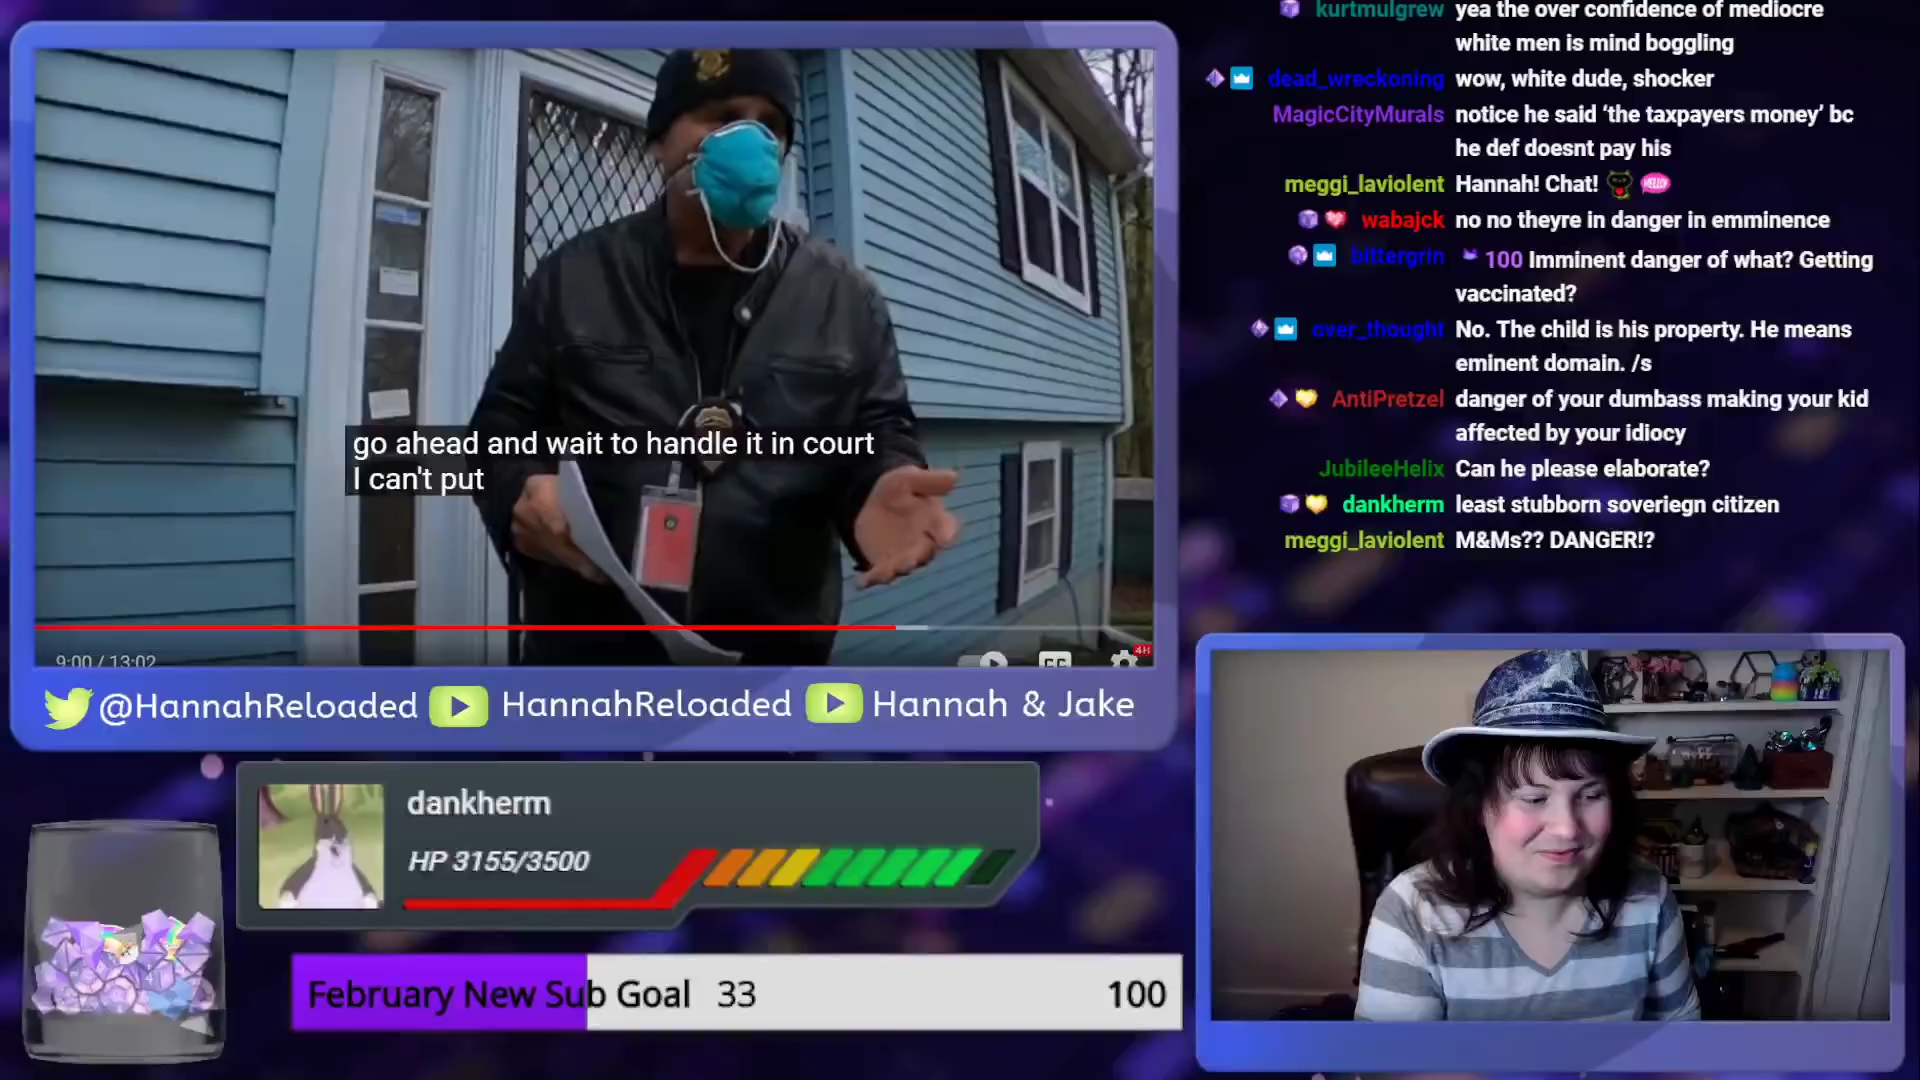 kurtmulgrew yea the over confidence of mediocre
white men is mind boggling
dead_wreckoning wow, white dude, shocker
MagicCityMurals notice he said ‘the taxpayers money’ bc
he def doesnt pay his
meggi_laviolent Hannah! Chat! HELLO
wabajck no no theyre in danger in emminence
bittergrin 100 Imminent danger of what? Getting
vaccinated?
over_thought No. The child is his property. He means
eminent domain. /s
AntiPretzel danger of your dumbass making your kid
affected by your idiocy
JubileeHelix Can he please elaborate?
dankherm least stubborn soveriegn citizen
meggi_laviolent M&Ms?? DANGER!?
go ahead and wait to handle it in court
I can't put
9:00 / 13:02
@HannahReloaded HannahReloaded Hannah & Jake
dankherm
HP 3155/3500
February New Sub Goal 33 100